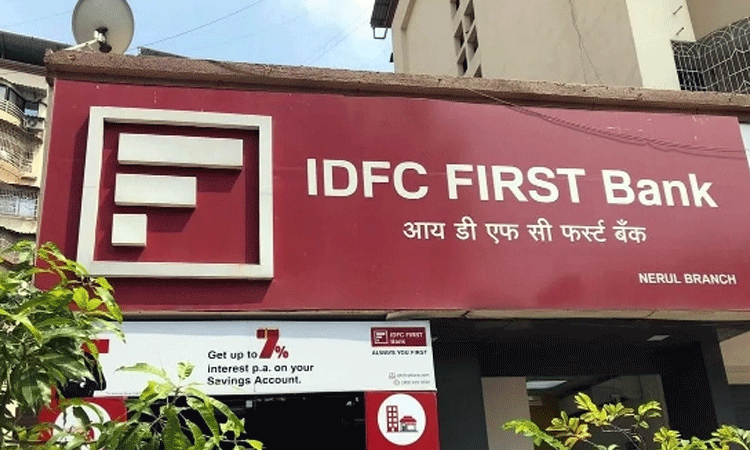 IDFC FIRST Bank
आय डी एफ सी फर्स्ट बँक
NERUL BRANCH
Get up to 7%
interest p.a. on your
Savings Account.
IDFC FIRST
Bank
ALWAYS YOU FIRST